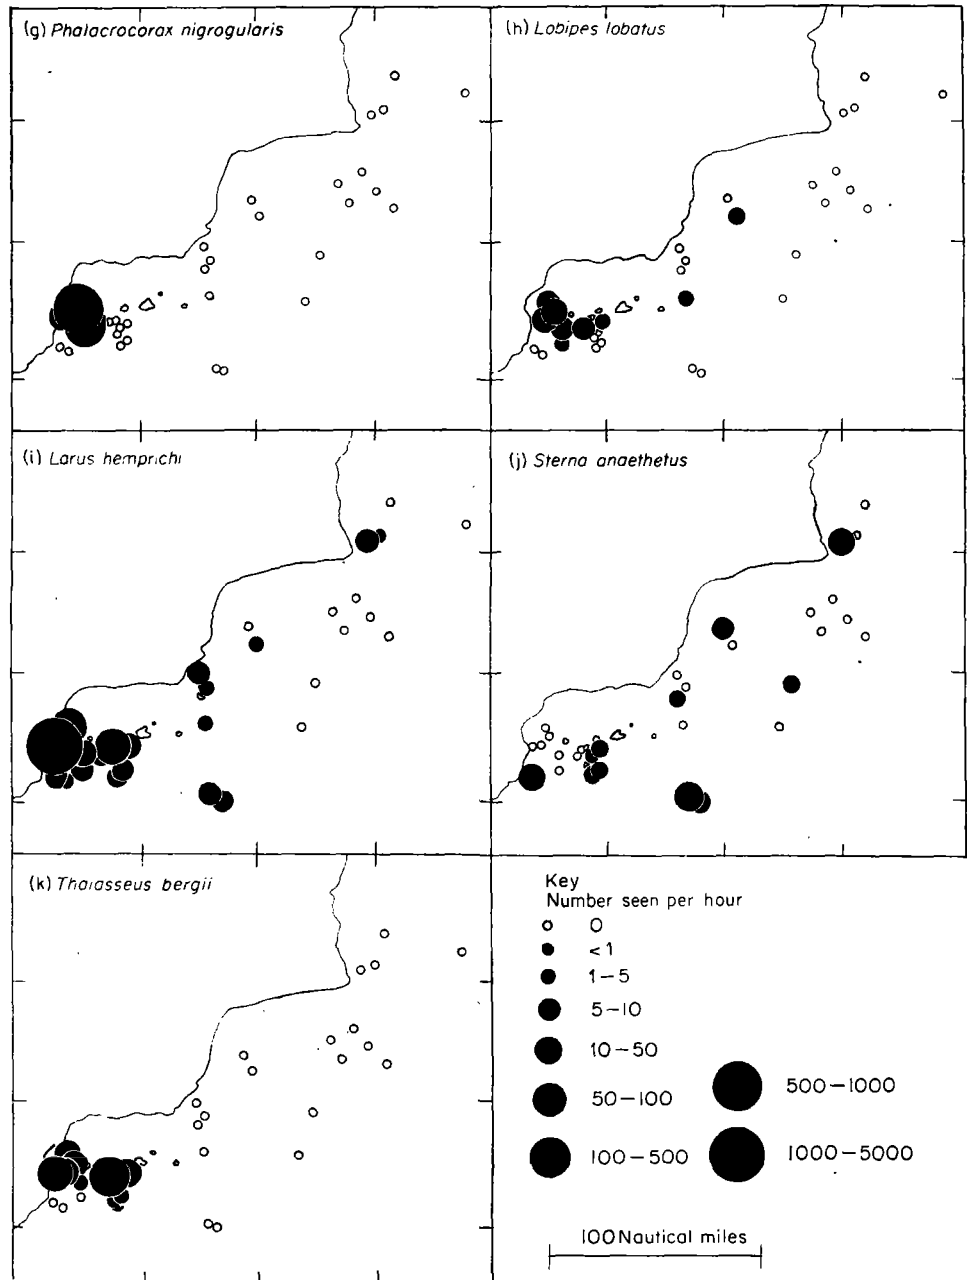 (g) Phalacrocorax nigrogularis
(h) Lobipes lobatus
(i) Larus hemprichi
(j) Sterna anaethetus
(k) Thalasseus bergii
Key
Number seen per hour
0
<1
1–5
5–10
10–50
50–100
100–500
500–1000
1000–5000
100 Nautical miles